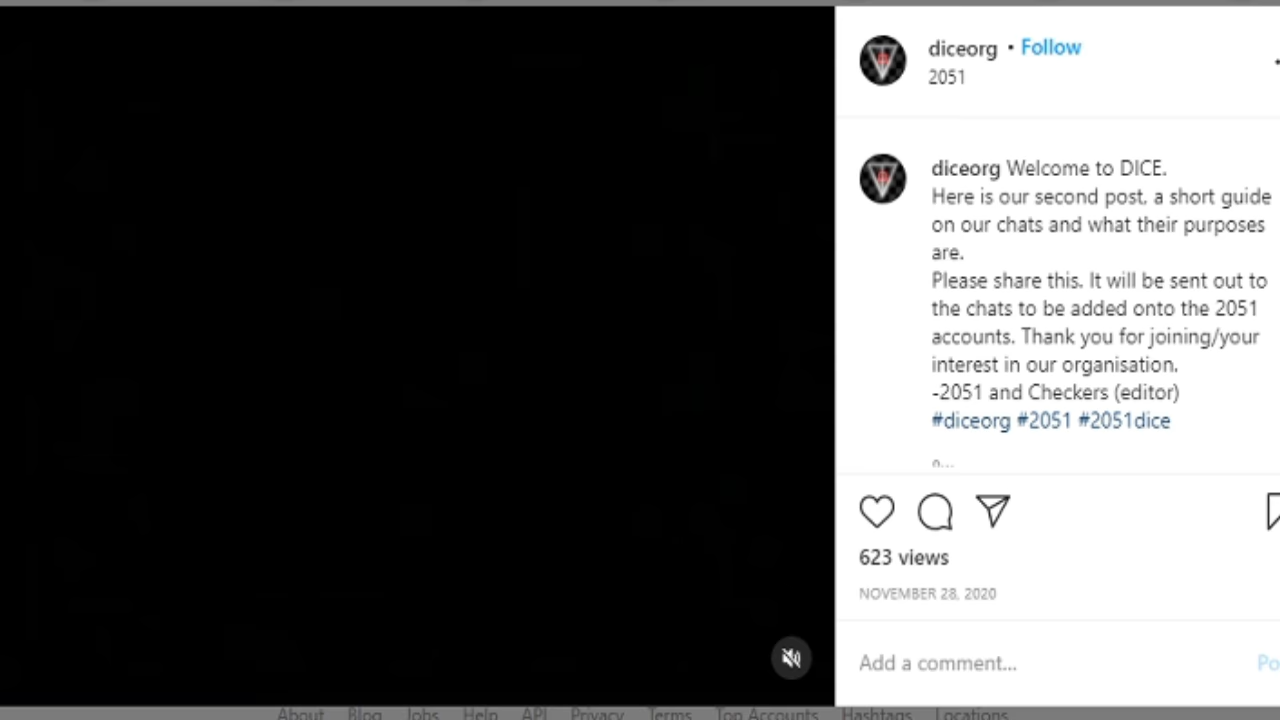 diceorg • Follow
2051
diceorg Welcome to DICE.
Here is our second post, a short guide
on our chats and what their purposes
are.
Please share this. It will be sent out to
the chats to be added onto the 2051
accounts. Thank you for joining/your
interest in our organisation.
-2051 and Checkers (editor)
#diceorg #2051 #2051dice
623 views
NOVEMBER 28, 2020
Add a comment...
Po
About Blog Jobs Help API Privacy Terms Top Accounts Hashtags Locations